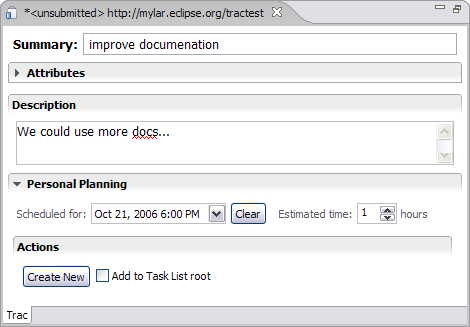 *<unsubmitted> http://mylar.eclipse.org/tractest
Summary: improve documenation
Attributes
Description
We could use more docs...
Personal Planning
Scheduled for: Oct 21, 2006 6:00 PM Clear Estimated time: 1 hours
Actions
Create New Add to Task List root
Trac